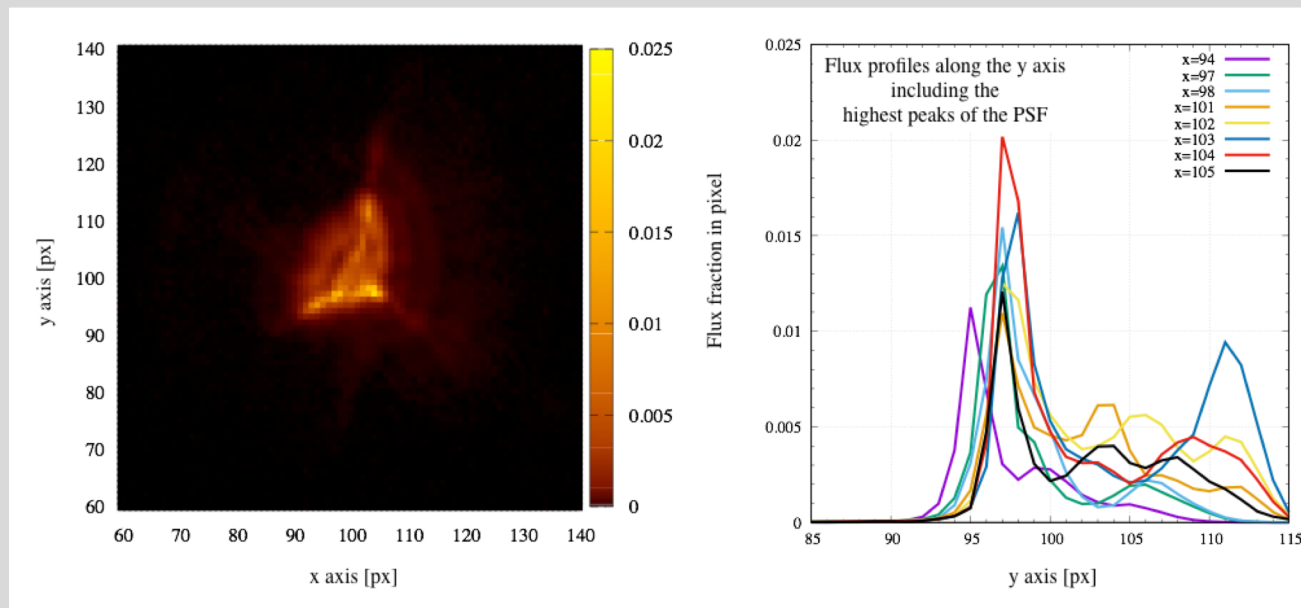 140
130
120
110
100
90
80
70
60
60 70 80 90 100 110 120 130 140
x axis [px]
y axis [px]
0.025
0.02
0.015
0.01
0.005
0
Flux profiles along the y axis
including the
highest peaks of the PSF
x=94
x=97
x=98
x=101
x=102
x=103
x=104
x=105
0.025
0.02
0.015
0.01
0.005
0
85 90 95 100 105 110 115
y axis [px]
Flux fraction in pixel